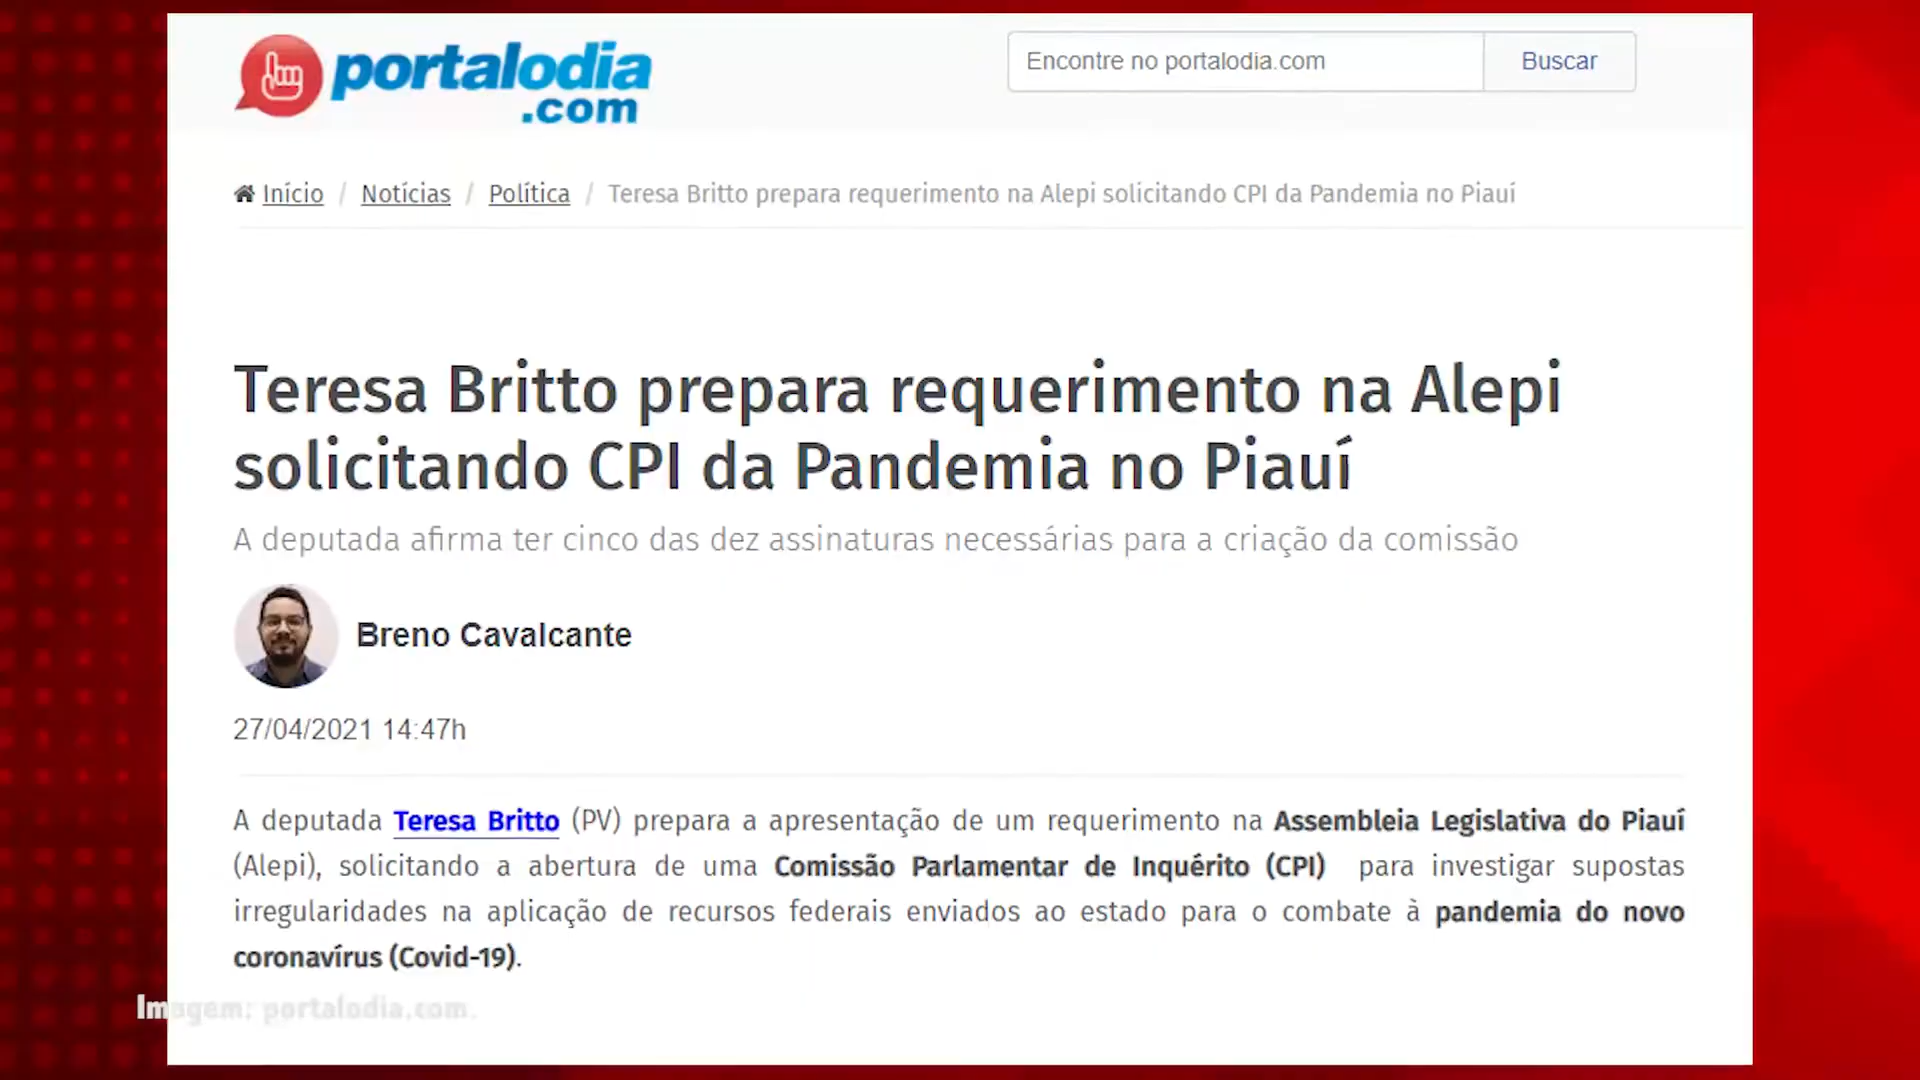 portalodia
.com
Encontre no portalodia.com
Buscar
Início / Notícias / Política / Teresa Britto prepara requerimento na Alepi solicitando CPI da Pandemia no Piauí
Teresa Britto prepara requerimento na Alepi
solicitando CPI da Pandemia no Piauí
A deputada afirma ter cinco das dez assinaturas necessárias para a criação da comissão
Breno Cavalcante
27/04/2021 14:47h
A deputada Teresa Britto (PV) prepara a apresentação de um requerimento na Assembleia Legislativa do Piauí
(Alepi), solicitando a abertura de uma Comissão Parlamentar de Inquérito (CPI) para investigar supostas
irregularidades na aplicação de recursos federais enviados ao estado para o combate à pandemia do novo
coronavírus (Covid-19).
Imagem: portalodia.com.